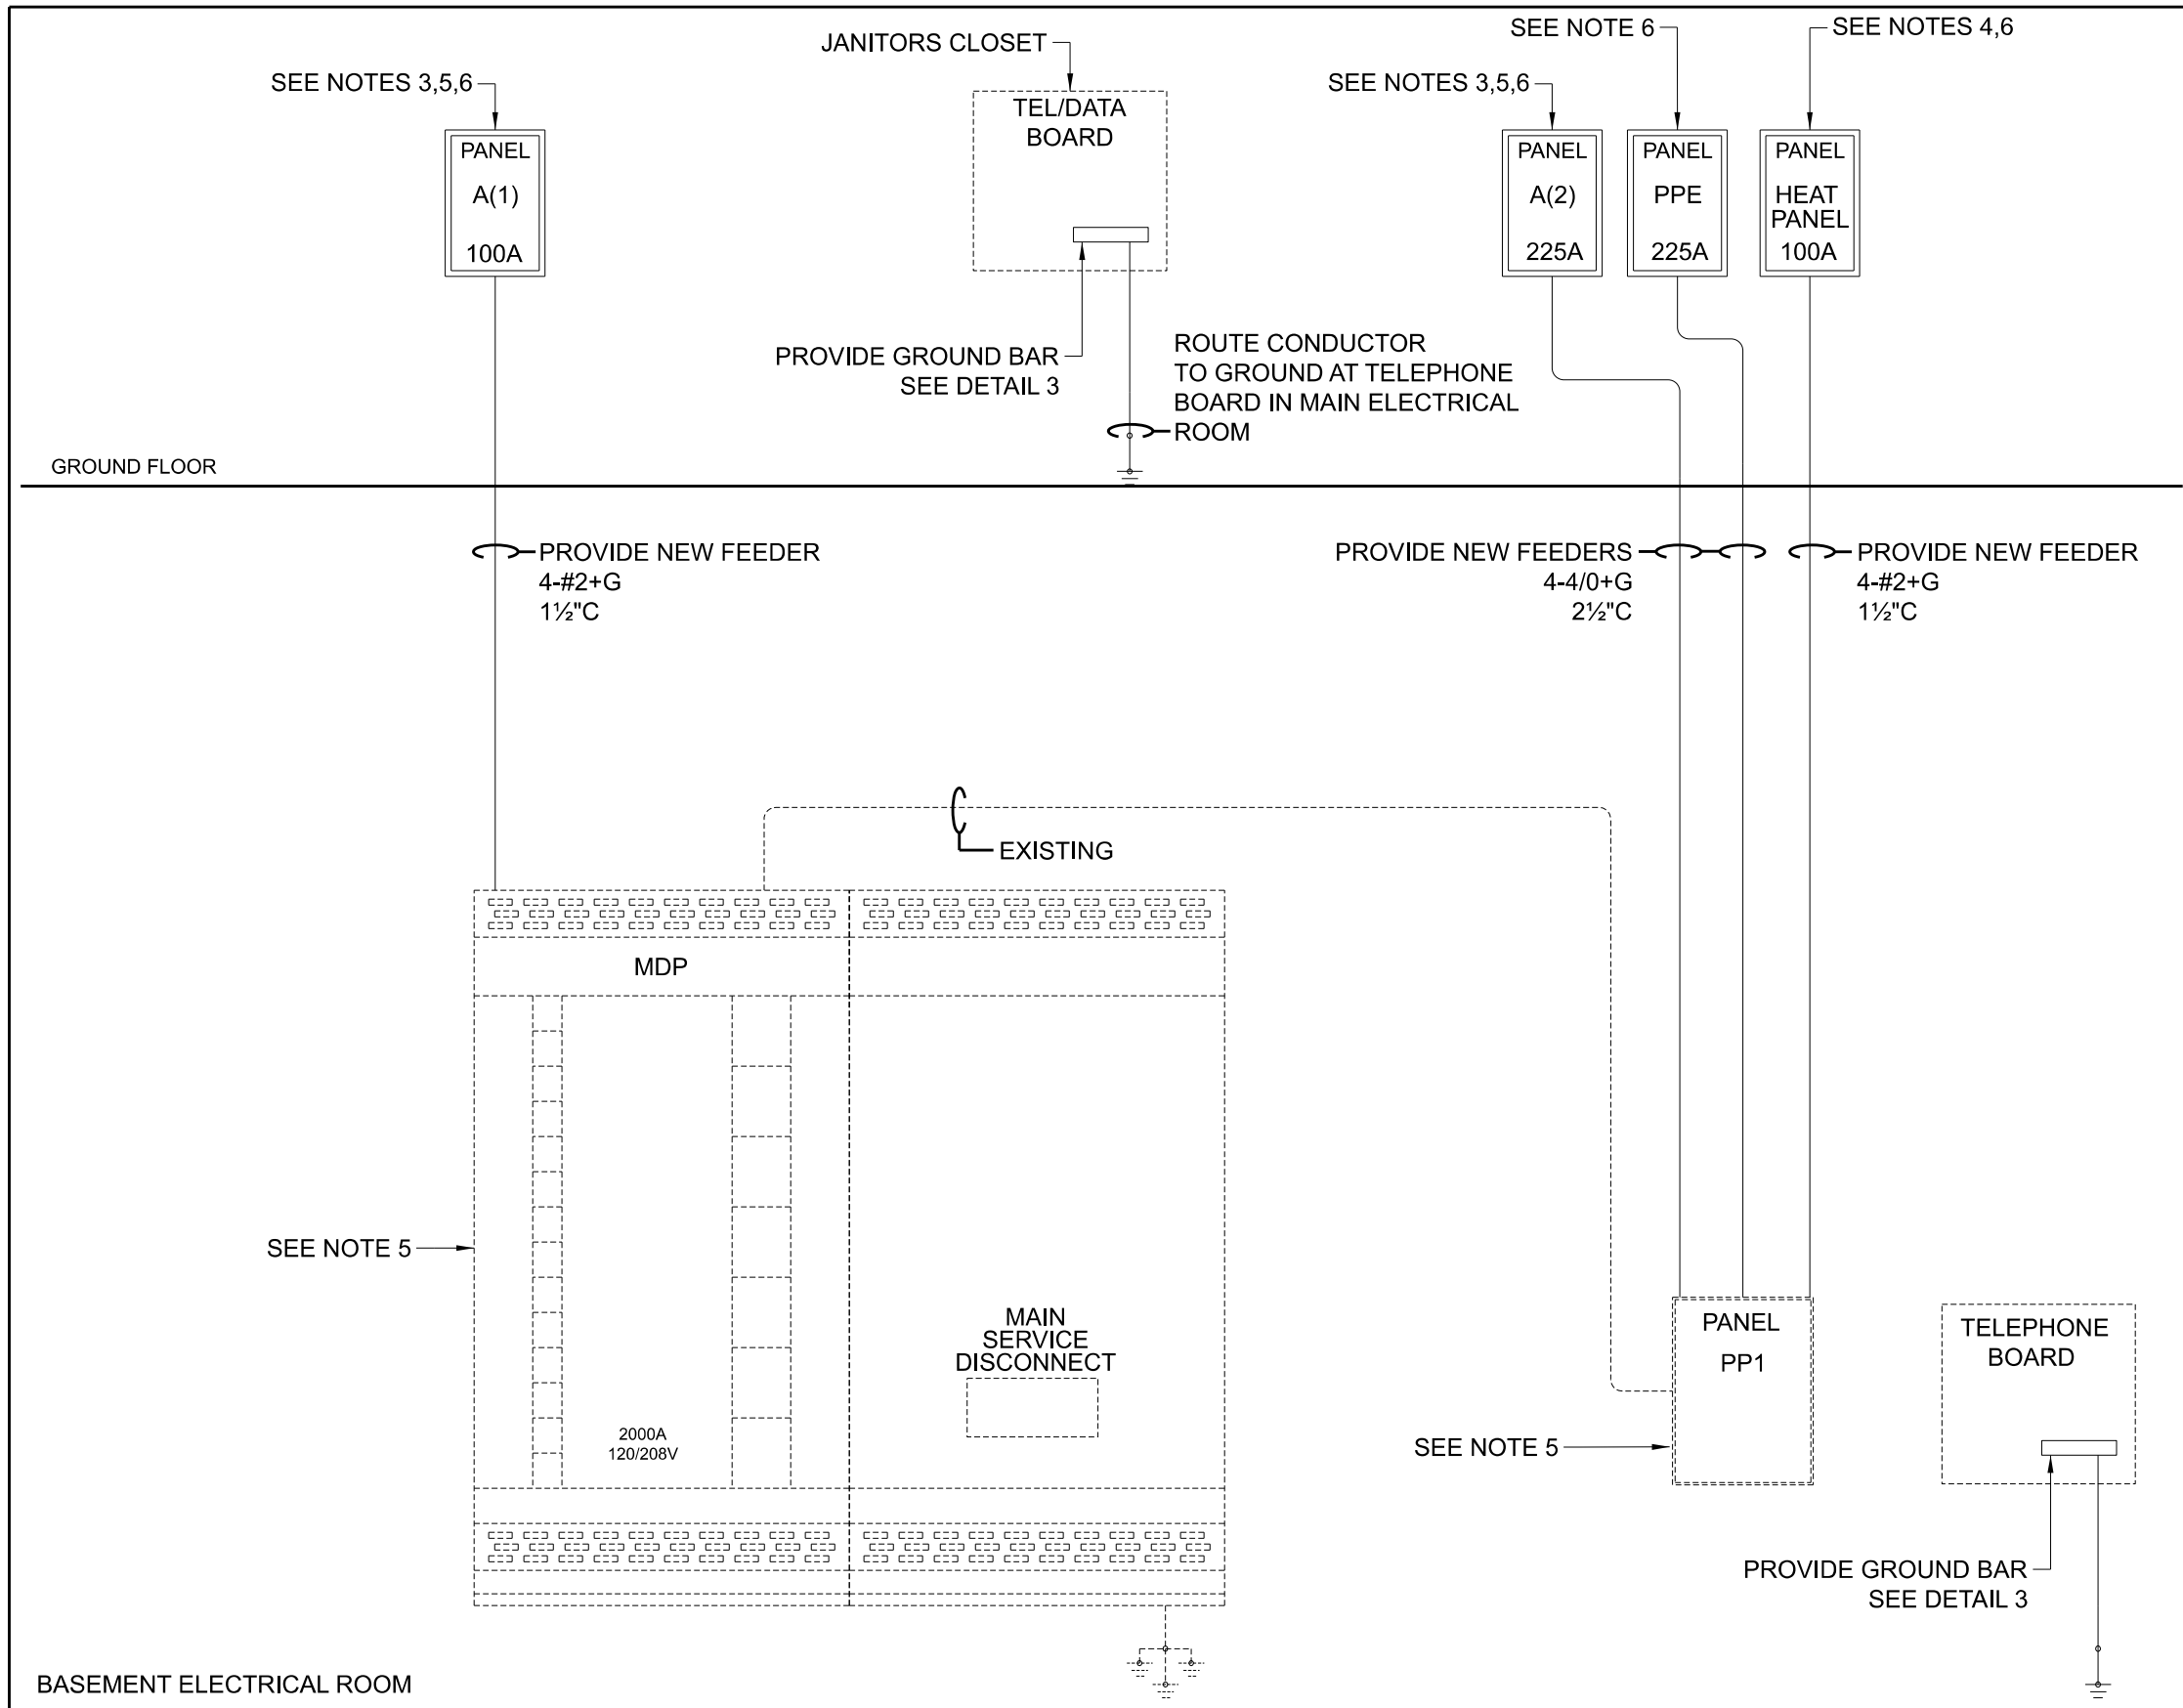 JANITORS CLOSET
SEE NOTE 6
SEE NOTES 4,6
SEE NOTES 3,5,6
SEE NOTES 3,5,6
PANEL
A(1)
100A
TEL/DATA
BOARD
PANEL
A(2)
225A
PANEL
PPE
225A
PANEL
HEAT
PANEL
100A
PROVIDE GROUND BAR
SEE DETAIL 3
ROUTE CONDUCTOR
TO GROUND AT TELEPHONE
BOARD IN MAIN ELECTRICAL
ROOM
GROUND FLOOR
PROVIDE NEW FEEDER
4-#2+G
1½"C
PROVIDE NEW FEEDERS
4-4/0+G
2½"C
PROVIDE NEW FEEDER
4-#2+G
1½"C
EXISTING
MDP
SEE NOTE 5
MAIN
SERVICE
DISCONNECT
2000A
120/208V
PANEL
PP1
SEE NOTE 5
TELEPHONE
BOARD
PROVIDE GROUND BAR
SEE DETAIL 3
BASEMENT ELECTRICAL ROOM